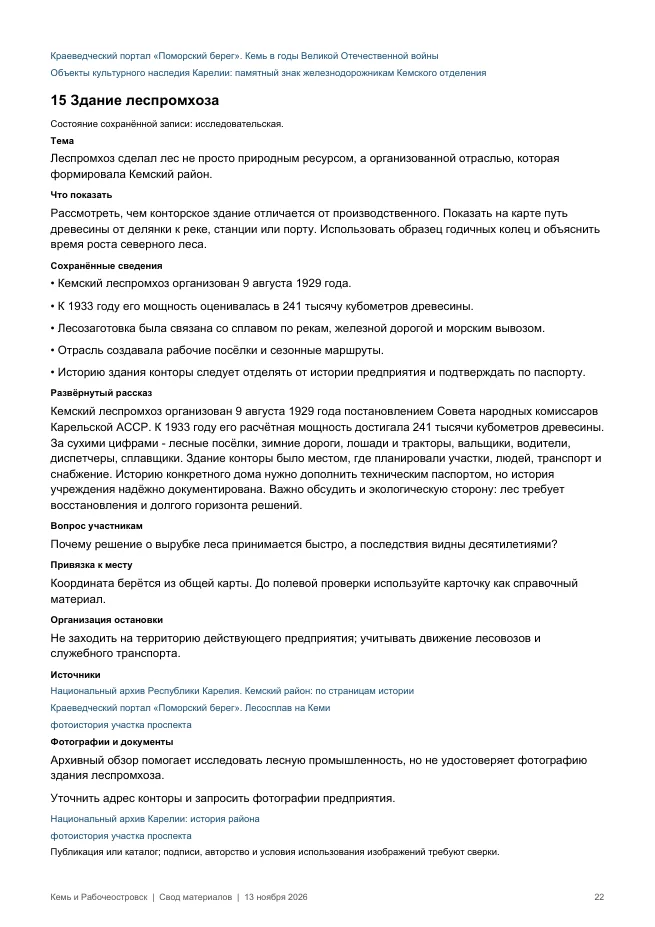 Краеведческий портал «Поморский берег». Кемь в годы Великой Отечественной войны
Объекты культурного наследия Карелии: памятный знак железнодорожникам Кемского отделения
15 Здание леспромхоза
Состояние сохранённой записи: исследовательская.
Тема
Леспромхоз сделал лес не просто природным ресурсом, а организованной отраслью, которая
формировала Кемский район.
Что показать
Рассмотреть, чем конторское здание отличается от производственного. Показать на карте путь
древесины от делянки к реке, станции или порту. Использовать образец годичных колец и объяснить
время роста северного леса.
Сохранённые сведения
• Кемский леспромхоз организован 9 августа 1929 года.
• К 1933 году его мощность оценивалась в 241 тысячу кубометров древесины.
• Лесозаготовка была связана со сплавом по рекам, железной дорогой и морским вывозом.
• Отрасль создавала рабочие посёлки и сезонные маршруты.
• Историю здания конторы следует отделять от истории предприятия и подтверждать по паспорту.
Развёрнутый рассказ
Кемский леспромхоз организован 9 августа 1929 года постановлением Совета народных комиссаров
Карельской АССР. К 1933 году его расчётная мощность достигала 241 тысячи кубометров древесины.
За сухими цифрами - лесные посёлки, зимние дороги, лошади и тракторы, вальщики, водители,
диспетчеры, сплавщики. Здание конторы было местом, где планировали участки, людей, транспорт и
снабжение. Историю конкретного дома нужно дополнить техническим паспортом, но история
учреждения надёжно документирована. Важно обсудить и экологическую сторону: лес требует
восстановления и долгого горизонта решений.
Вопрос участникам
Почему решение о вырубке леса принимается быстро, а последствия видны десятилетиями?
Привязка к месту
Координата берётся из общей карты. До полевой проверки используйте карточку как справочный
материал.
Организация остановки
Не заходить на территорию действующего предприятия; учитывать движение лесовозов и
служебного транспорта.
Источники
Национальный архив Республики Карелия. Кемский район: по страницам истории
Краеведческий портал «Поморский берег». Лесосплав на Кеми
фотоистория участка проспекта
Фотографии и документы
Архивный обзор помогает исследовать лесную промышленность, но не удостоверяет фотографию
здания леспромхоза.
Уточнить адрес конторы и запросить фотографии предприятия.
Национальный архив Карелии: история района
фотоистория участка проспекта
Публикация или каталог; подписи, авторство и условия использования изображений требуют сверки.
Кемь и Рабочеостровск | Свод материалов | 13 ноября 2026 22